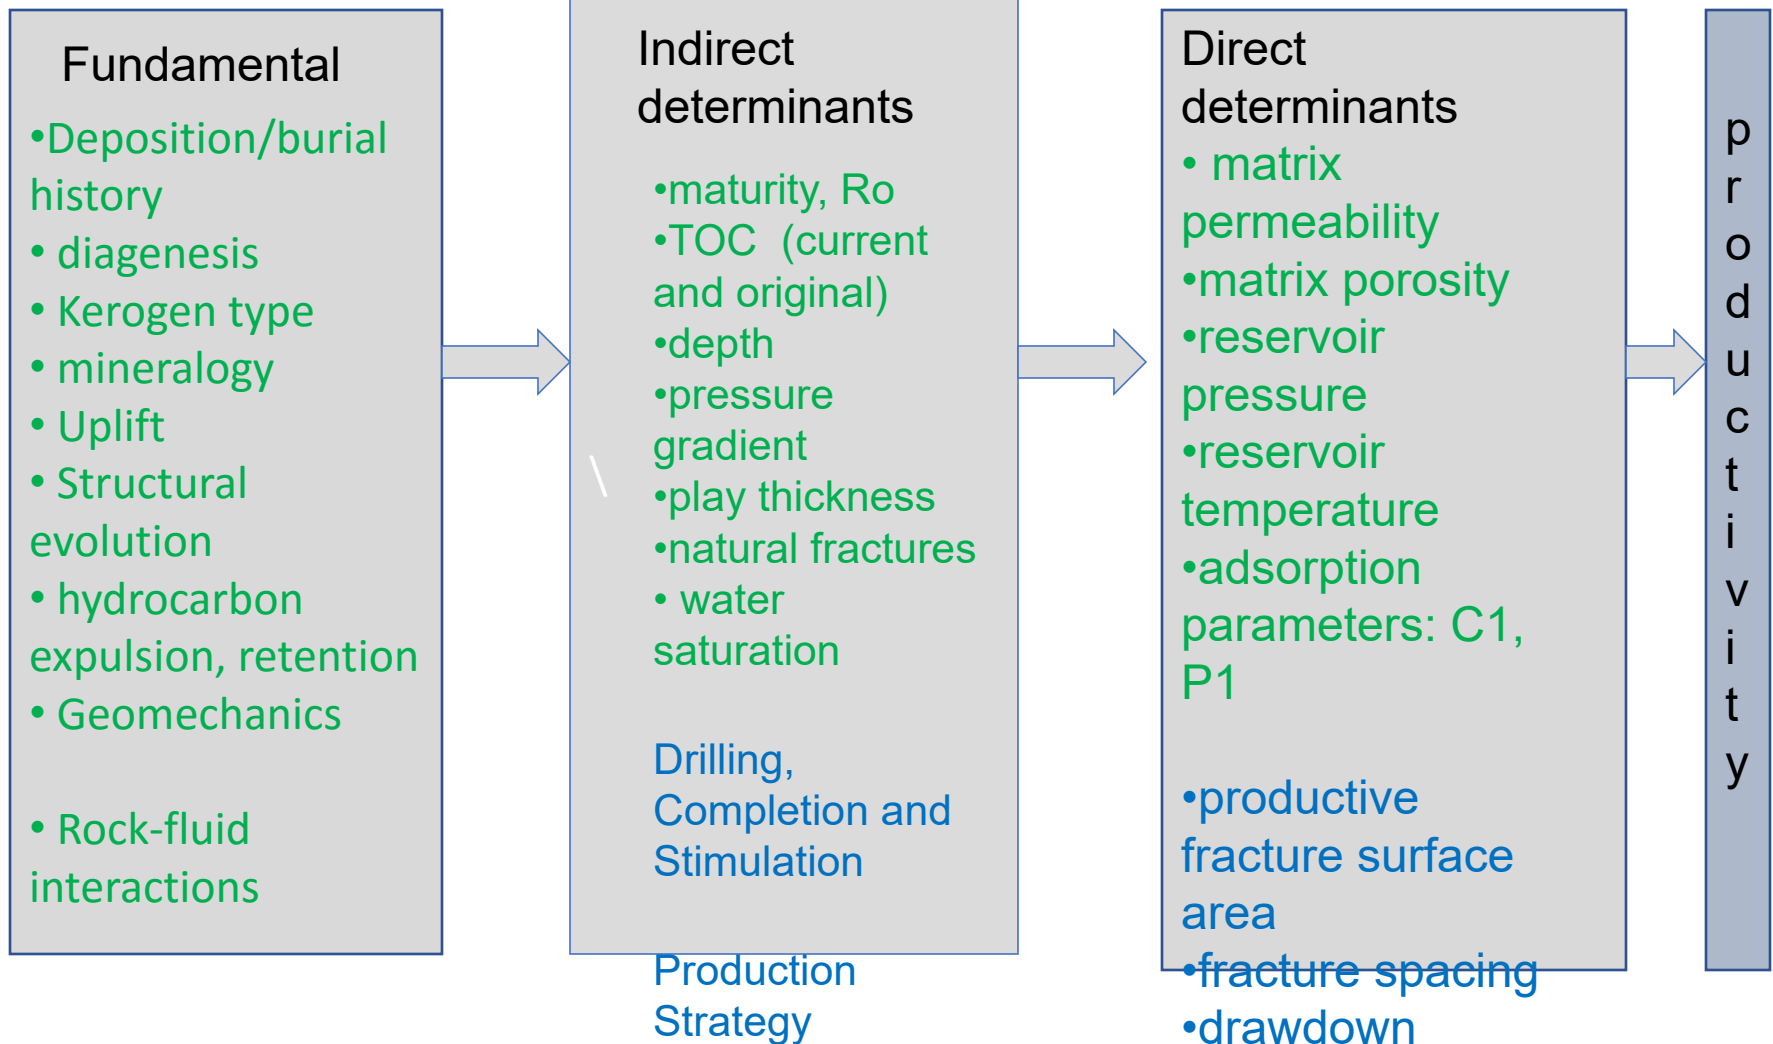 Fundamental
•Deposition/burial
history
• diagenesis
• Kerogen type
• mineralogy
• Uplift
• Structural
evolution
• hydrocarbon
expulsion, retention
• Geomechanics
• Rock-fluid
interactions
Indirect
determinants
•maturity, Ro
•TOC  (current
and original)
•depth
•pressure
gradient
•play thickness
•natural fractures
• water
saturation
\
Drilling,
Completion and
Stimulation
Production
Strategy
Direct
determinants
• matrix
permeability
•matrix porosity
•reservoir
pressure
•reservoir
temperature
•adsorption
parameters: C1,
P1
•productive
fracture surface
area
•fracture spacing
•drawdown
productivity